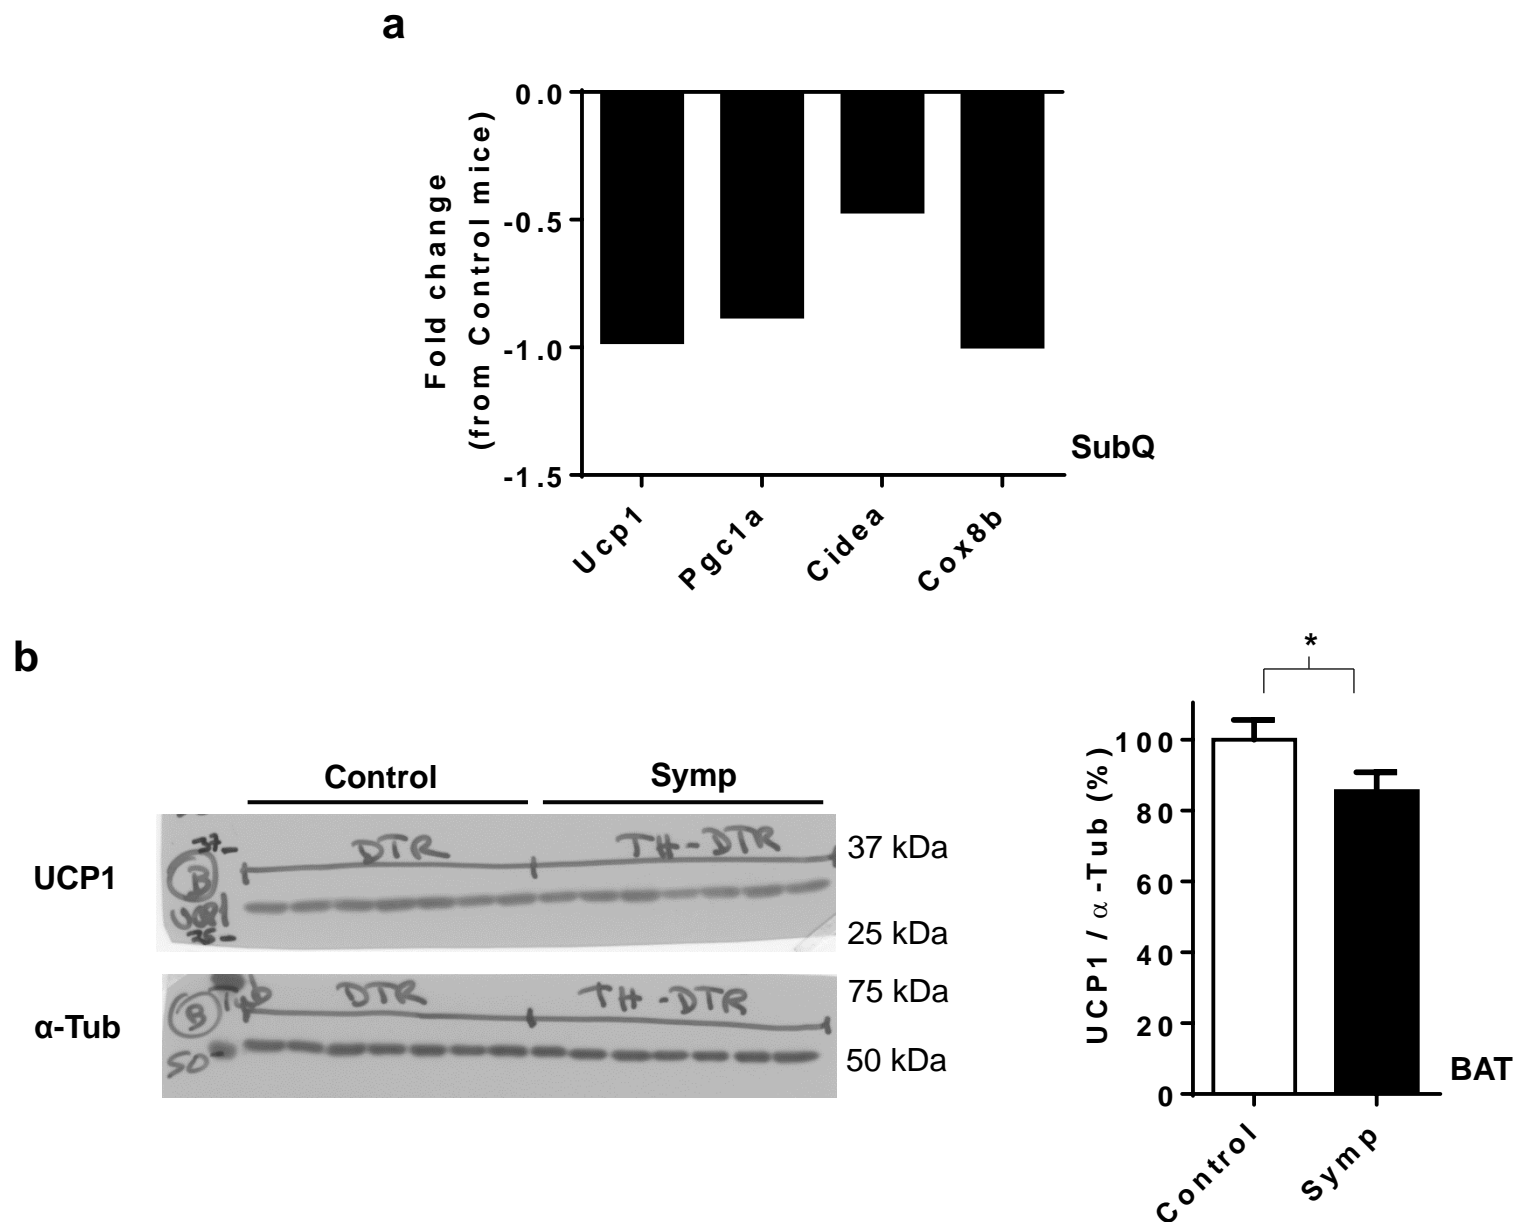 a
0.0
-0.5
-1.0
-1.5
Fold change
(from Control mice)
SubQ
Ucp1
Pgc1a
Cidea
Cox8b
b
*
Control
Symp
UCP1
37-
DTR
TH-DTR
B
UCP1
37 kDa
25 kDa
α-Tub
B
Tub
DTR
TH-DTR
50-
75 kDa
50 kDa
UCP1 / α-Tub (%)
100
80
60
40
20
0
BAT
Control
Symp